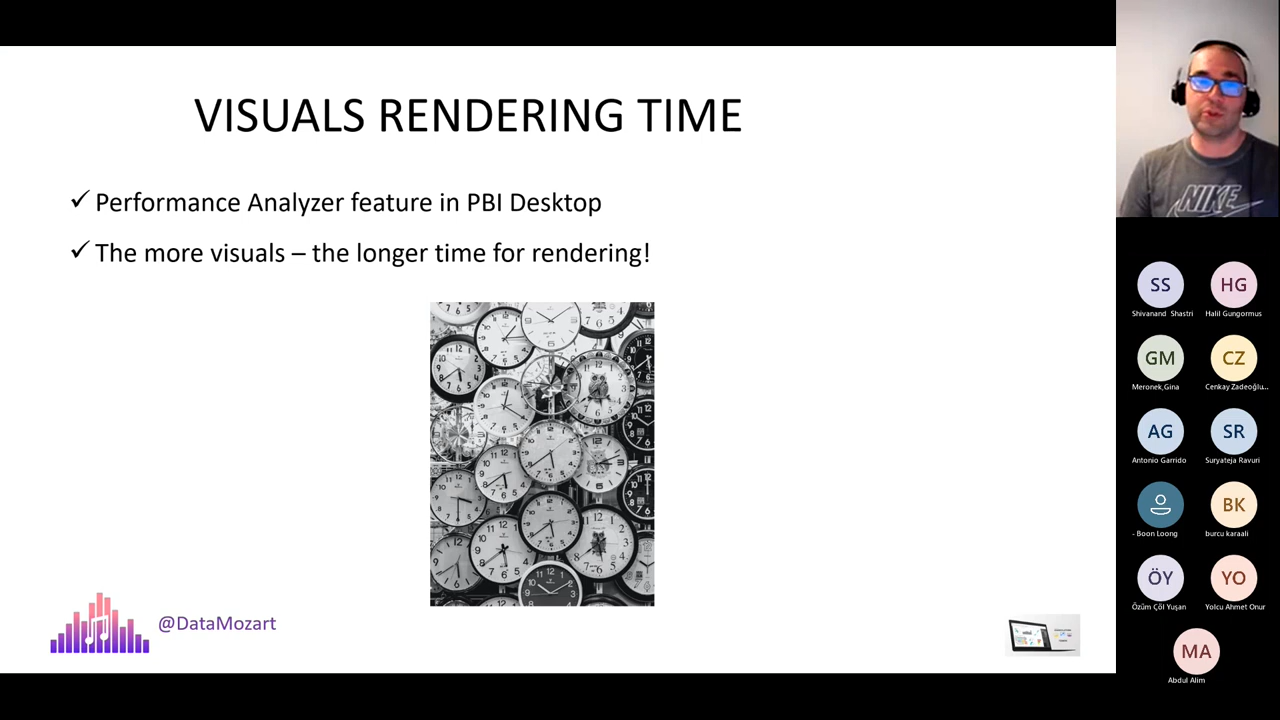 VISUALS RENDERING TIME
✓ Performance Analyzer feature in PBI Desktop
✓ The more visuals – the longer time for rendering!
@DataMozart
NIKE
SS
HG
Shivanand Shastri
Halil Gungormus
GM
CZ
Meronek,Gina
Cenkay Zadeoğlu...
AG
SR
Antonio Garrido
Suryateja Ravuri
BK
- Boon Loong
burcu karaali
ÖY
YO
Özüm Çöl Yuşan
Yolcu Ahmet Onur
MA
Abdul Alim